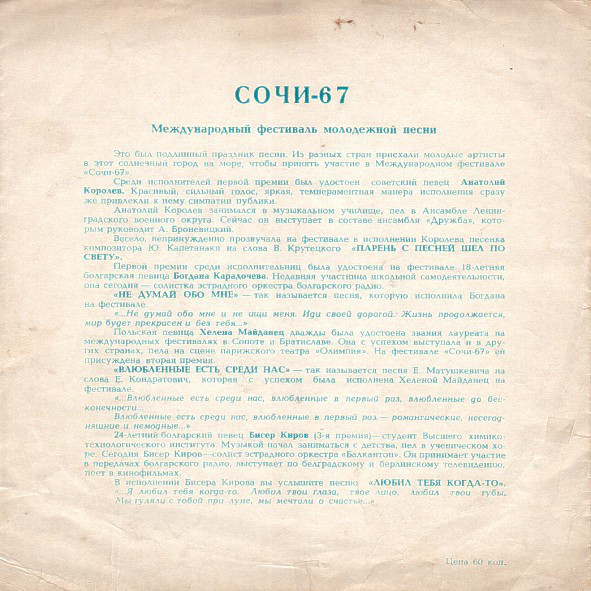 СОЧИ-67
Международный фестиваль молодежной песни
Это был подлинный праздник песни. Из разных стран приехали молодые артисты
в этот солнечный город на море, чтобы принять участие в Международном фестивале
«Сочи-67».
Среди исполнителей первой премии был удостоен советский певец Анатолий
Королев. Красивый, сильный голос, яркая, темпераментная манера исполнения сразу
же привлекли к нему симпатии публики.
Анатолий Королев занимался в музыкальном училище, пел в Ансамбле Ленин-
градского военного округа. Сейчас он выступает в составе ансамбля «Дружба», кото-
рым руководит А. Броневицкий.
Весело, непринужденно прозвучала на фестивале в исполнении Королева песенка
композитора Ю. Капетанаки на слова В. Крутецкого «ПАРЕНЬ С ПЕСНЕЙ ШЕЛ ПО
СВЕТУ».
Первой премии среди исполнительниц была удостоена на фестивале 18-летняя
болгарская певица Богдана Карадочева. Недавняя участница школьной самодеятельности,
она сегодня — солистка эстрадного оркестра болгарского радио.
«НЕ ДУМАЙ ОБО МНЕ» — так называется песня, которую исполнила Богдана
на фестивале.
«...Не думай обо мне и не ищи меня. Иди своей дорогой: Жизнь продолжается,
мир будет прекрасен и без тебя...»
Польская певица Хелена Майданец дважды была удостоена звания лауреата на
международных фестивалях в Сопоте и Братиславе. Она с успехом выступала и в дру-
гих странах, пела на сцене парижского театра «Олимпия». На фестивале «Сочи-67» ей
присуждена вторая премия.
«ВЛЮБЛЕННЫЕ ЕСТЬ СРЕДИ НАС» — так называется песня Е. Матушкевича на
слова Е. Кондратович, которая с успехом была исполнена Хеленой Майданец на
фестивале.
«...Влюбленные есть среди нас, влюбленные в первый раз, влюбленные до бес-
конечности...
Влюбленные есть среди нас, влюбленные в первый раз — романтические, несегод-
няшние и немодные...»
24-летний болгарский певец Бисер Киров (3-я премия) — студент Высшего химико-
технологического института. Музыкой начал заниматься с детства, пел в ученическом хо-
ре. Сегодня Бисер Киров — солист эстрадного оркестра «Балкантон». Он принимает участие
в передачах болгарского радио, выступает по белградскому и берлинскому телевидению,
поет в кинофильмах.
В исполнении Бисера Кирова вы услышите песню «ЛЮБИЛ ТЕБЯ КОГДА-ТО».
«...Я любил тебя когда-то. Любил твои глаза, твое лицо, любил твои губы.
Мы гуляли с тобой при луне, мы мечтали о счастье...»
Цена 60 коп.